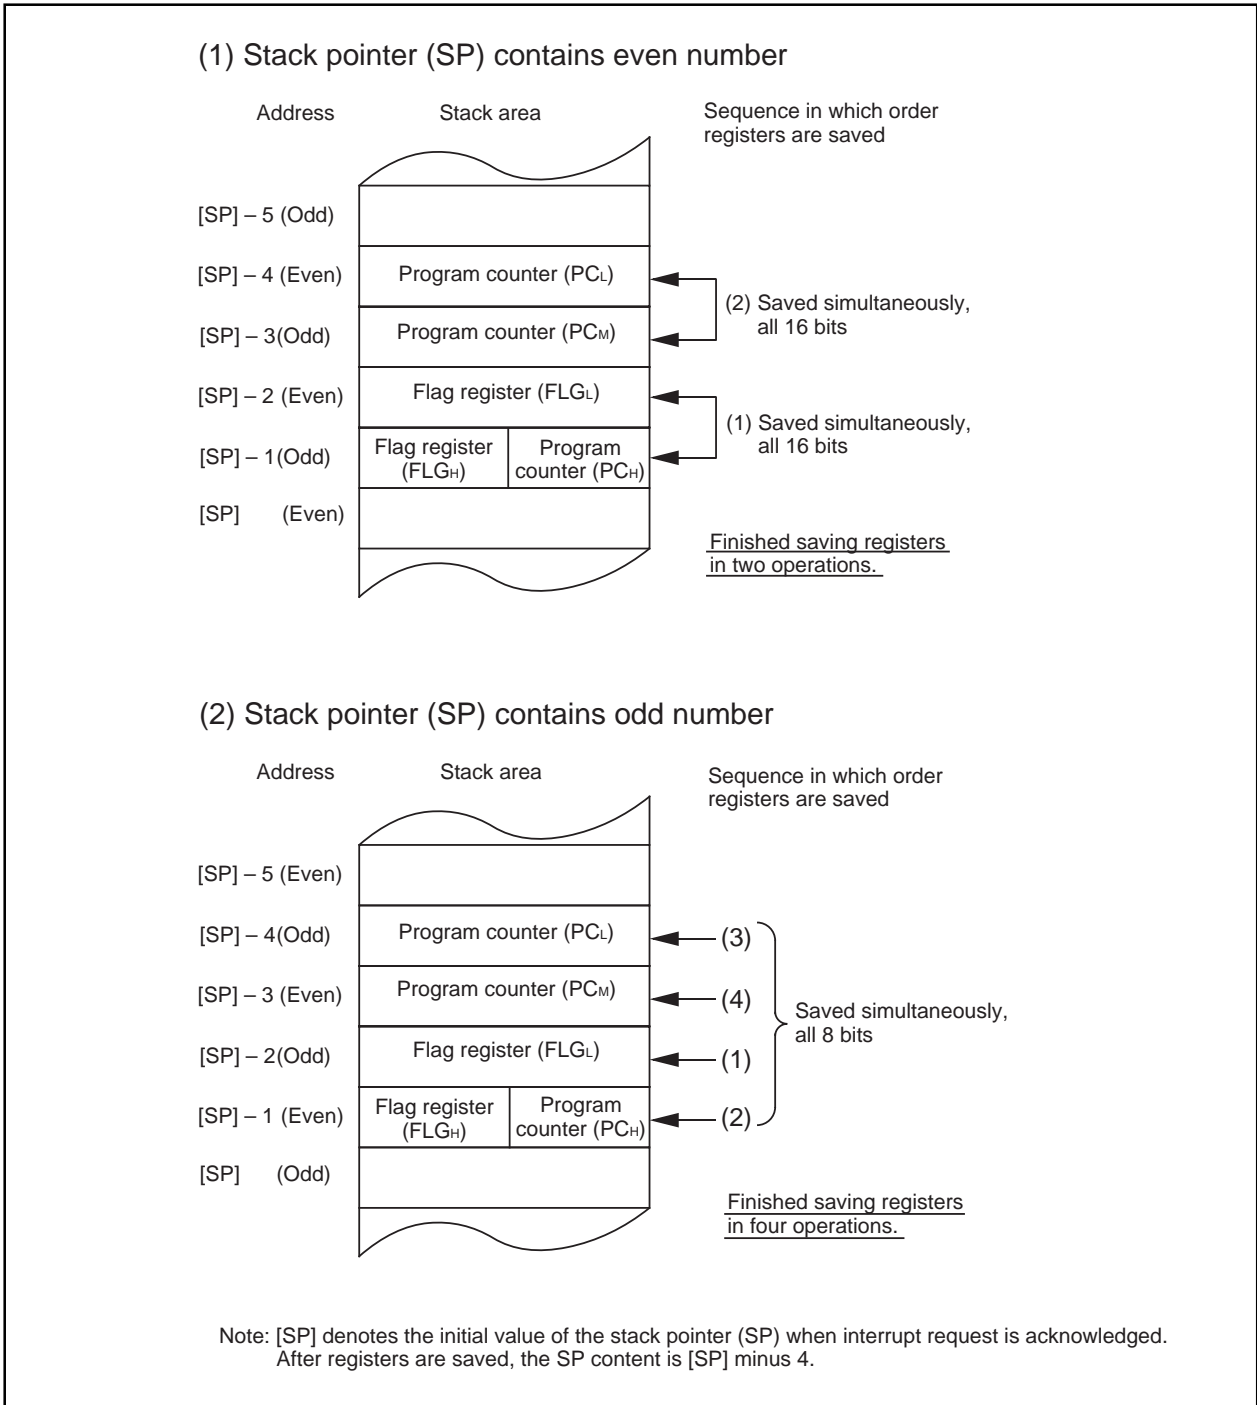 (1) Stack pointer (SP) contains even number
Address
Stack area
Sequence in which order
registers are saved
[SP] – 5 (Odd)
[SP] – 4 (Even)
Program counter (PCL)
[SP] – 3(Odd)
Program counter (PCM)
(2) Saved simultaneously,
all 16 bits
[SP] – 2 (Even)
Flag register (FLGL)
[SP] – 1(Odd)
Flag register
(FLGH)
Program
counter (PCH)
(1) Saved simultaneously,
all 16 bits
[SP] (Even)
Finished saving registers
in two operations.
(2) Stack pointer (SP) contains odd number
Address
Stack area
Sequence in which order
registers are saved
[SP] – 5 (Even)
[SP] – 4(Odd)
Program counter (PCL)
(3)
[SP] – 3 (Even)
Program counter (PCM)
(4)
Saved simultaneously,
all 8 bits
[SP] – 2(Odd)
Flag register (FLGL)
(1)
[SP] – 1 (Even)
Flag register
(FLGH)
Program
counter (PCH)
(2)
[SP] (Odd)
Finished saving registers
in four operations.
Note: [SP] denotes the initial value of the stack pointer (SP) when interrupt request is acknowledged.
After registers are saved, the SP content is [SP] minus 4.